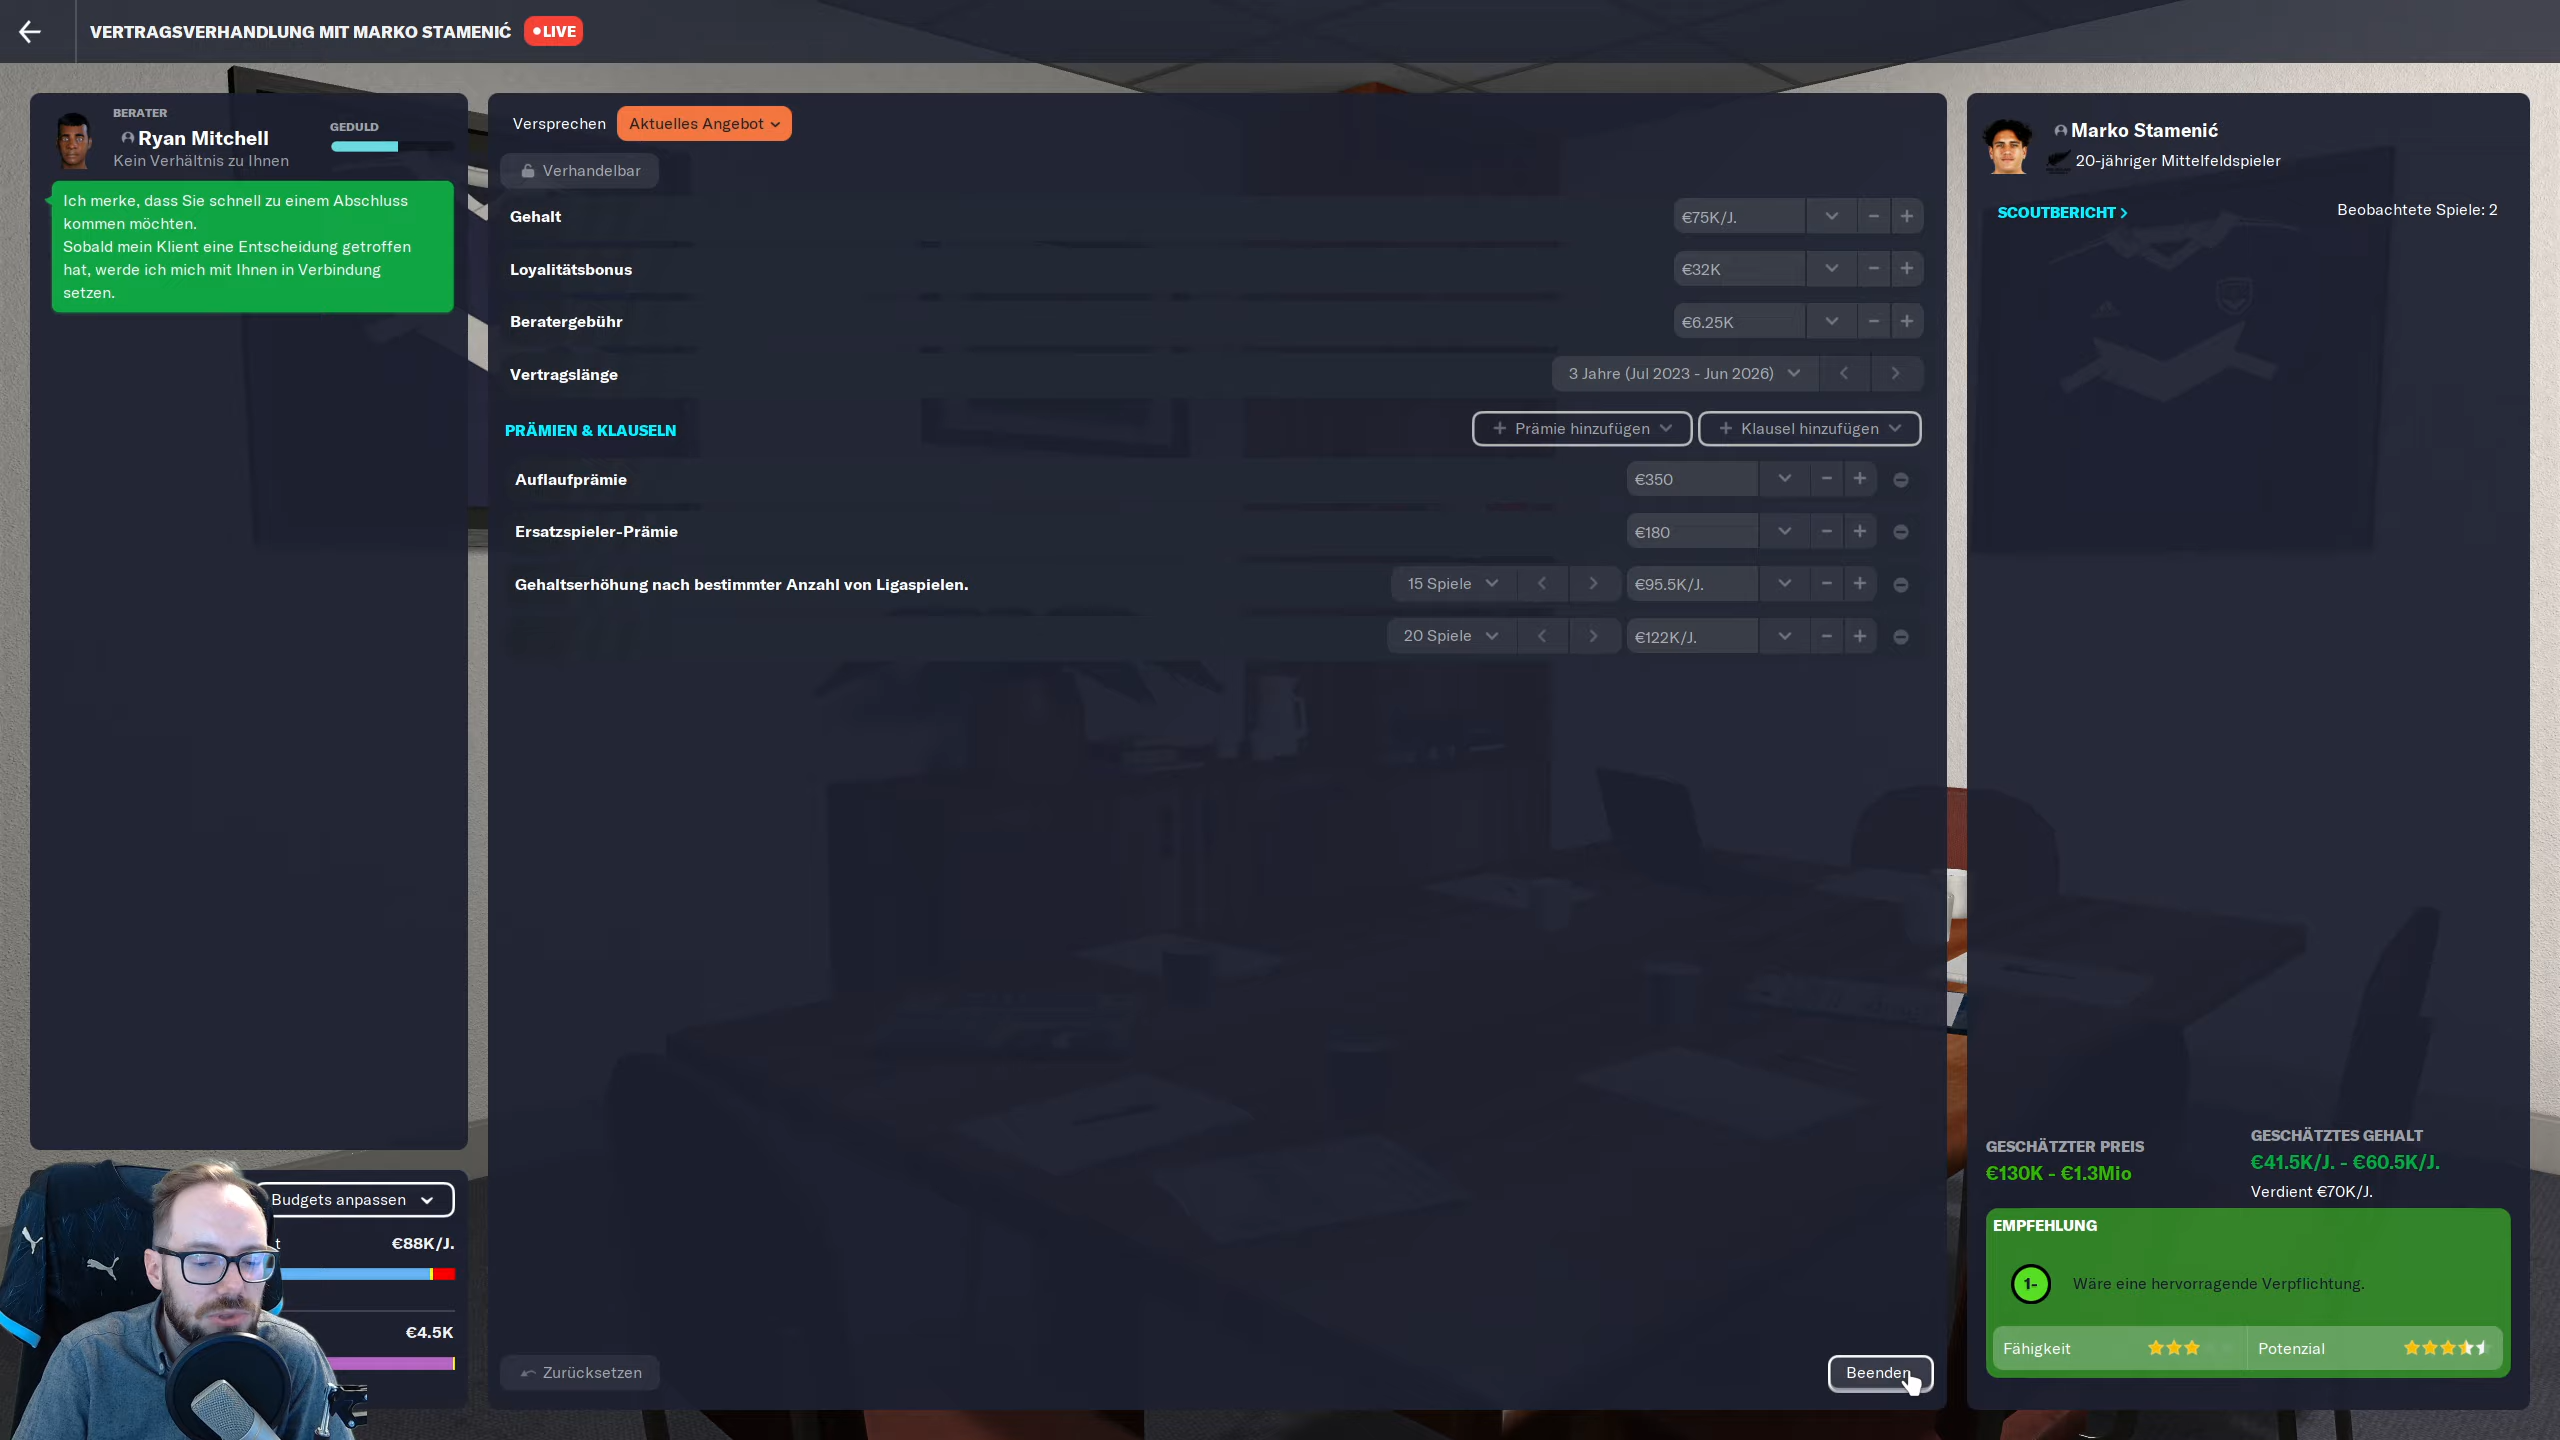 VERTRAGSVERHANDLUNG MIT MARKO STAMENIĆ
LIVE
BERATER
Ryan Mitchell
Kein Verhältnis zu Ihnen
GEDULD
Ich merke, dass Sie schnell zu einem Abschluss
kommen möchten.
Sobald mein Klient eine Entscheidung getroffen
hat, werde ich mich mit Ihnen in Verbindung
setzen.
Versprechen
Aktuelles Angebot
Verhandelbar
Gehalt
€75K/J.
Loyalitätsbonus
€32K
Beratergebühr
€6.25K
Vertragslänge
3 Jahre (Jul 2023 - Jun 2026)
PRÄMIEN & KLAUSELN
Prämie hinzufügen
Klausel hinzufügen
Auflaufprämie
€350
Ersatzspieler-Prämie
€180
Gehaltserhöhung nach bestimmter Anzahl von Ligaspielen.
15 Spiele
€95.5K/J.
20 Spiele
€122K/J.
Zurücksetzen
Beenden
Marko Stamenić
20-jähriger Mittelfeldspieler
SCOUTBERICHT
Beobachtete Spiele: 2
GESCHÄTZTER PREIS
€130K - €1.3Mio
GESCHÄTZTES GEHALT
€41.5K/J. - €60.5K/J.
Verdient €70K/J.
EMPFEHLUNG
1-
Wäre eine hervorragende Verpflichtung.
Fähigkeit
Potenzial
Budgets anpassen
€88K/J.
€4.5K